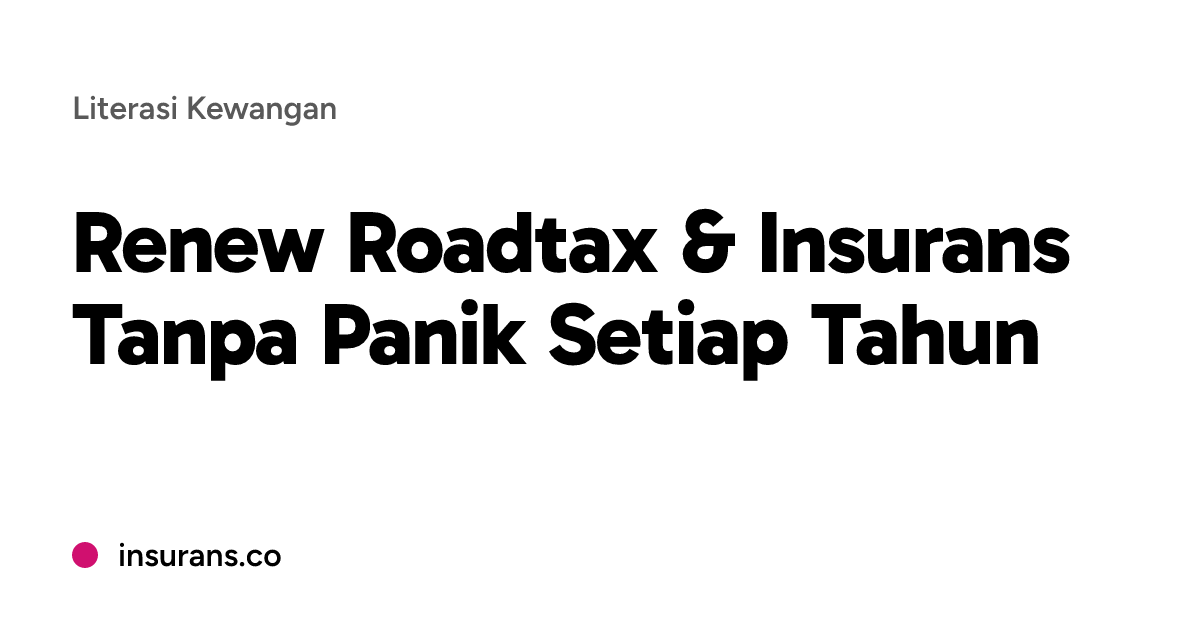 Literasi Kewangan
Renew Roadtax & Insurans
Tanpa Panik Setiap Tahun
insurans.co